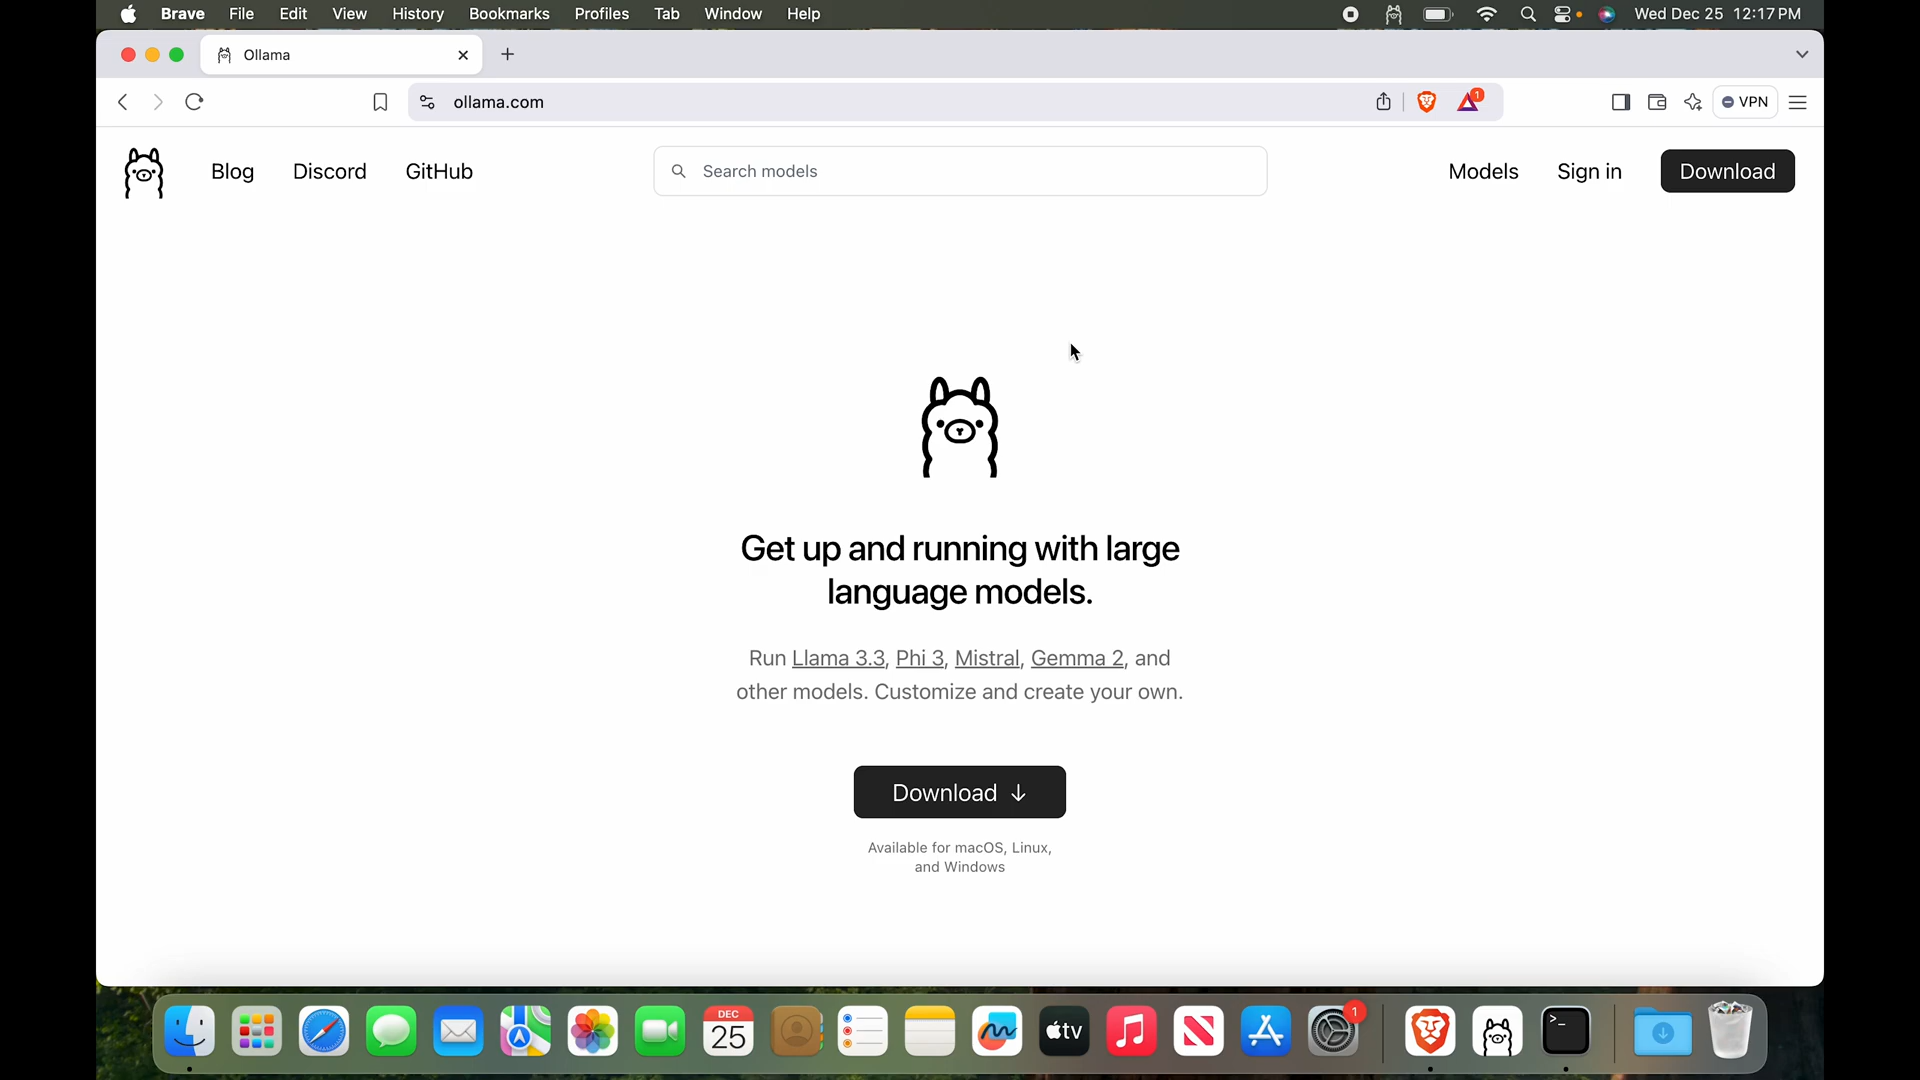 Brave File Edit View History Bookmarks Profiles Tab Window Help Wed Dec 25 12:17 PM
Ollama
ollama.com 1 VPN
Blog Discord GitHub Search models Models Sign in Download
Get up and running with large
language models.
Run Llama 3.3, Phi 3, Mistral, Gemma 2, and
other models. Customize and create your own.
Download ↓
Available for macOS, Linux,
and Windows
DEC
25
tv
1
>_